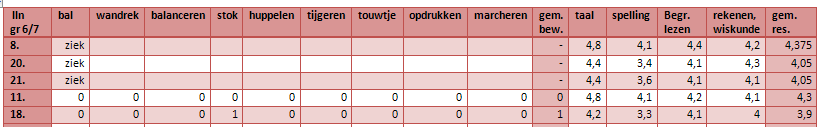 lln gr 6/7 bal wandrek balanceren stok huppelen tijgeren touwtje opdrukken marcheren gem. bew. taal spelling Begr. lezen rekenen, wiskunde gem. res.
8. ziek - 4,8 4,1 4,4 4,2 4,375
20. ziek - 4,4 3,4 4,1 4,3 4,05
21. ziek - 4,4 3,6 4,1 4,1 4,05
11. 0 0 0 0 0 0 0 0 0 0 4,8 4,1 4,2 4,1 4,3
18. 0 0 0 1 0 0 0 0 0 1 4,2 3,3 4,1 4 3,9